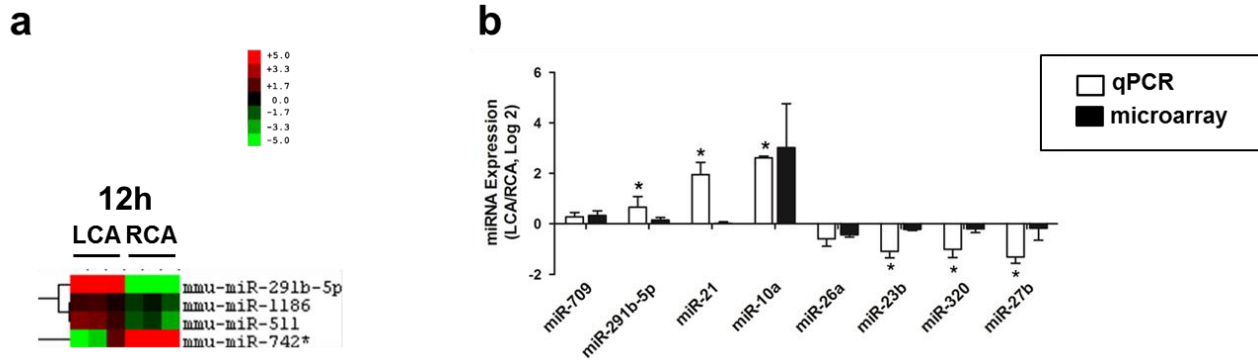 a
+5.0
+3.3
+1.7
0.0
-1.7
-3.3
-5.0
12h
LCA RCA
mmu-miR-291b-5p
mmu-miR-1186
mmu-miR-511
mmu-miR-742*
b
miRNA Expression
(LCA/RCA, Log 2)
6
4
2
0
-2
*
*
*
*
*
*
miR-709
miR-291b-5p
miR-21
miR-10a
miR-26a
miR-23b
miR-320
miR-27b
qPCR
microarray